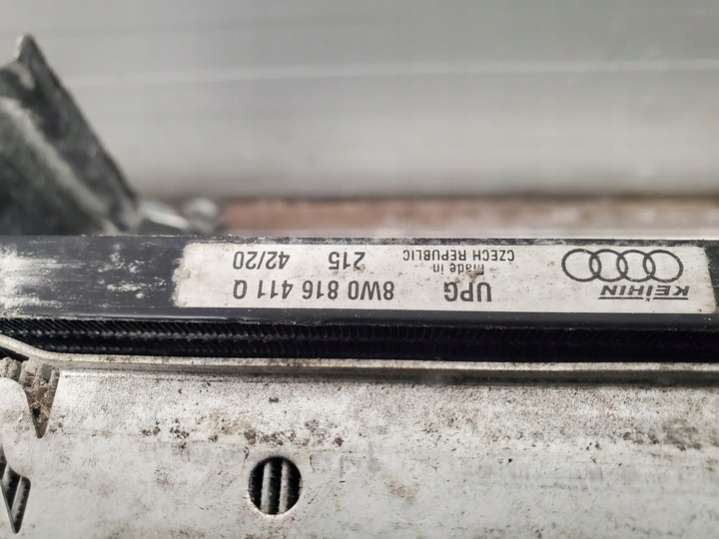 KEIHIN
UPG
8W0 816 411 Q
made in
CZECH REPUBLIC
215
42/20